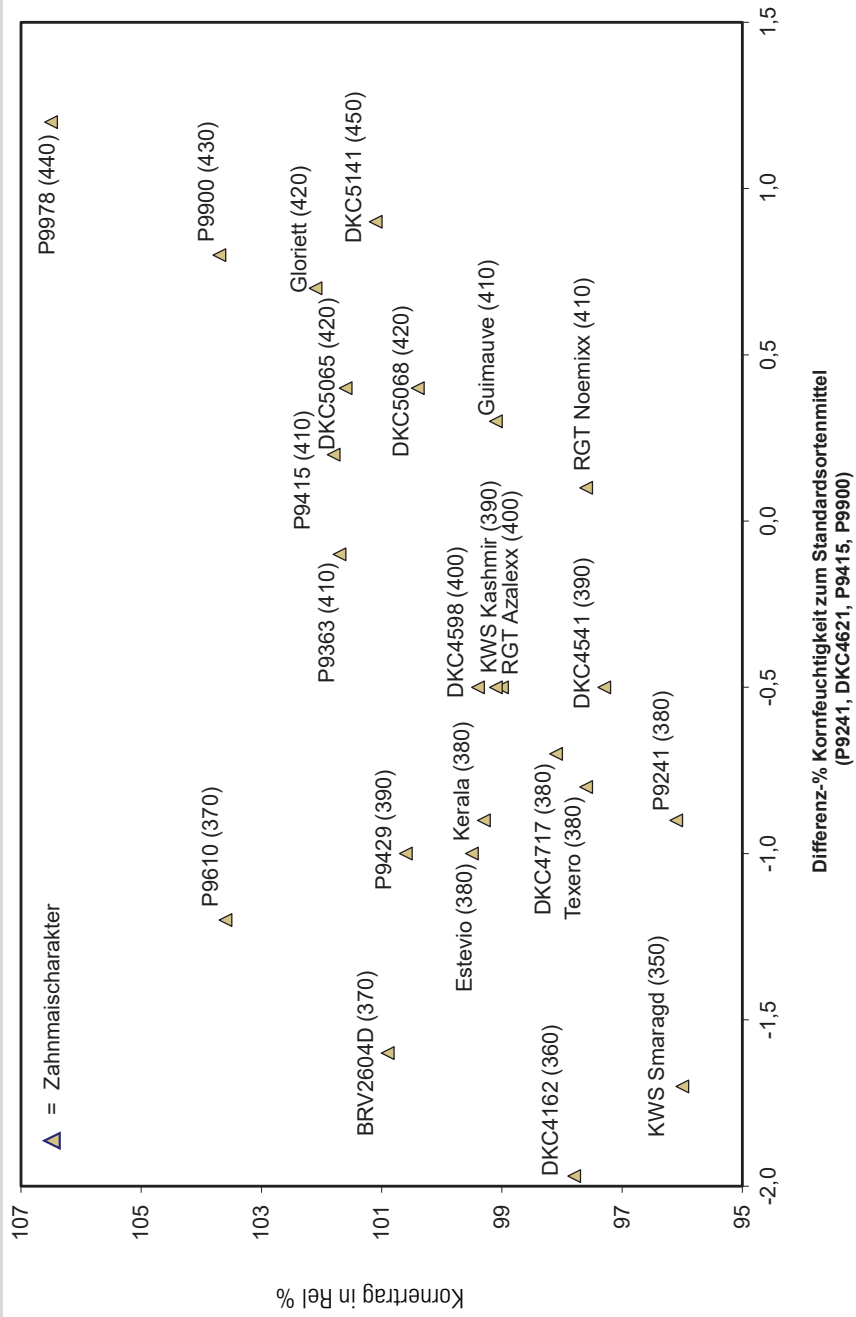 = Zahnmaischarakter
P9978 (440)
P9900 (430)
P9610 (370)
Gloriett (420)
P9415 (410)
DKC5065 (420)
P9363 (410)
DKC5141 (450)
BRV2604D (370)
P9429 (390)
DKC5068 (420)
Estevio (380)
Kerala (380)
DKC4598 (400)
KWS Kashmir (390)
RGT Azalexx (400)
Guimauve (410)
DKC4162 (360)
DKC4717 (380)
Texero (380)
DKC4541 (390)
RGT Noemixx (410)
KWS Smaragd (350)
P9241 (380)
107
105
103
101
99
97
95
Kornertrag in Rel %
-2,0
-1,5
-1,0
-0,5
0,0
0,5
1,0
1,5
Differenz-% Kornfeuchtigkeit zum Standardsortenmittel
(P9241, DKC4621, P9415, P9900)